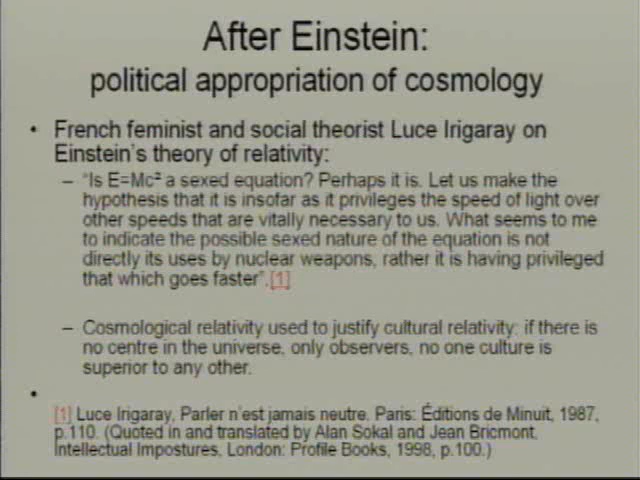 After Einstein:
political appropriation of cosmology
• French feminist and social theorist Luce Irigaray on
Einstein's theory of relativity:
– "Is E=Mc² a sexed equation? Perhaps it is. Let us make the
hypothesis that it is insofar as it privileges the speed of light over
other speeds that are vitally necessary to us. What seems to me
to indicate the possible sexed nature of the equation is not
directly its uses by nuclear weapons, rather it is having privileged
that which goes faster".[1]
– Cosmological relativity used to justify cultural relativity: if there is
no centre in the universe, only observers, no one culture is
superior to any other.
•
[1] Luce Irigaray, Parler n'est jamais neutre. Paris: Éditions de Minuit, 1987,
p.110. (Quoted in and translated by Alan Sokal and Jean Bricmont,
Intellectual Impostures, London: Profile Books, 1998, p.100.)